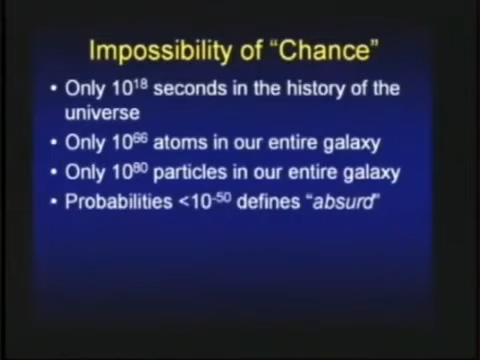 Impossibility of “Chance”
• Only 10¹⁸ seconds in the history of the
universe
• Only 10⁶⁶ atoms in our entire galaxy
• Only 10⁸⁰ particles in our entire galaxy
• Probabilities <10⁻⁵⁰ defines “absurd”